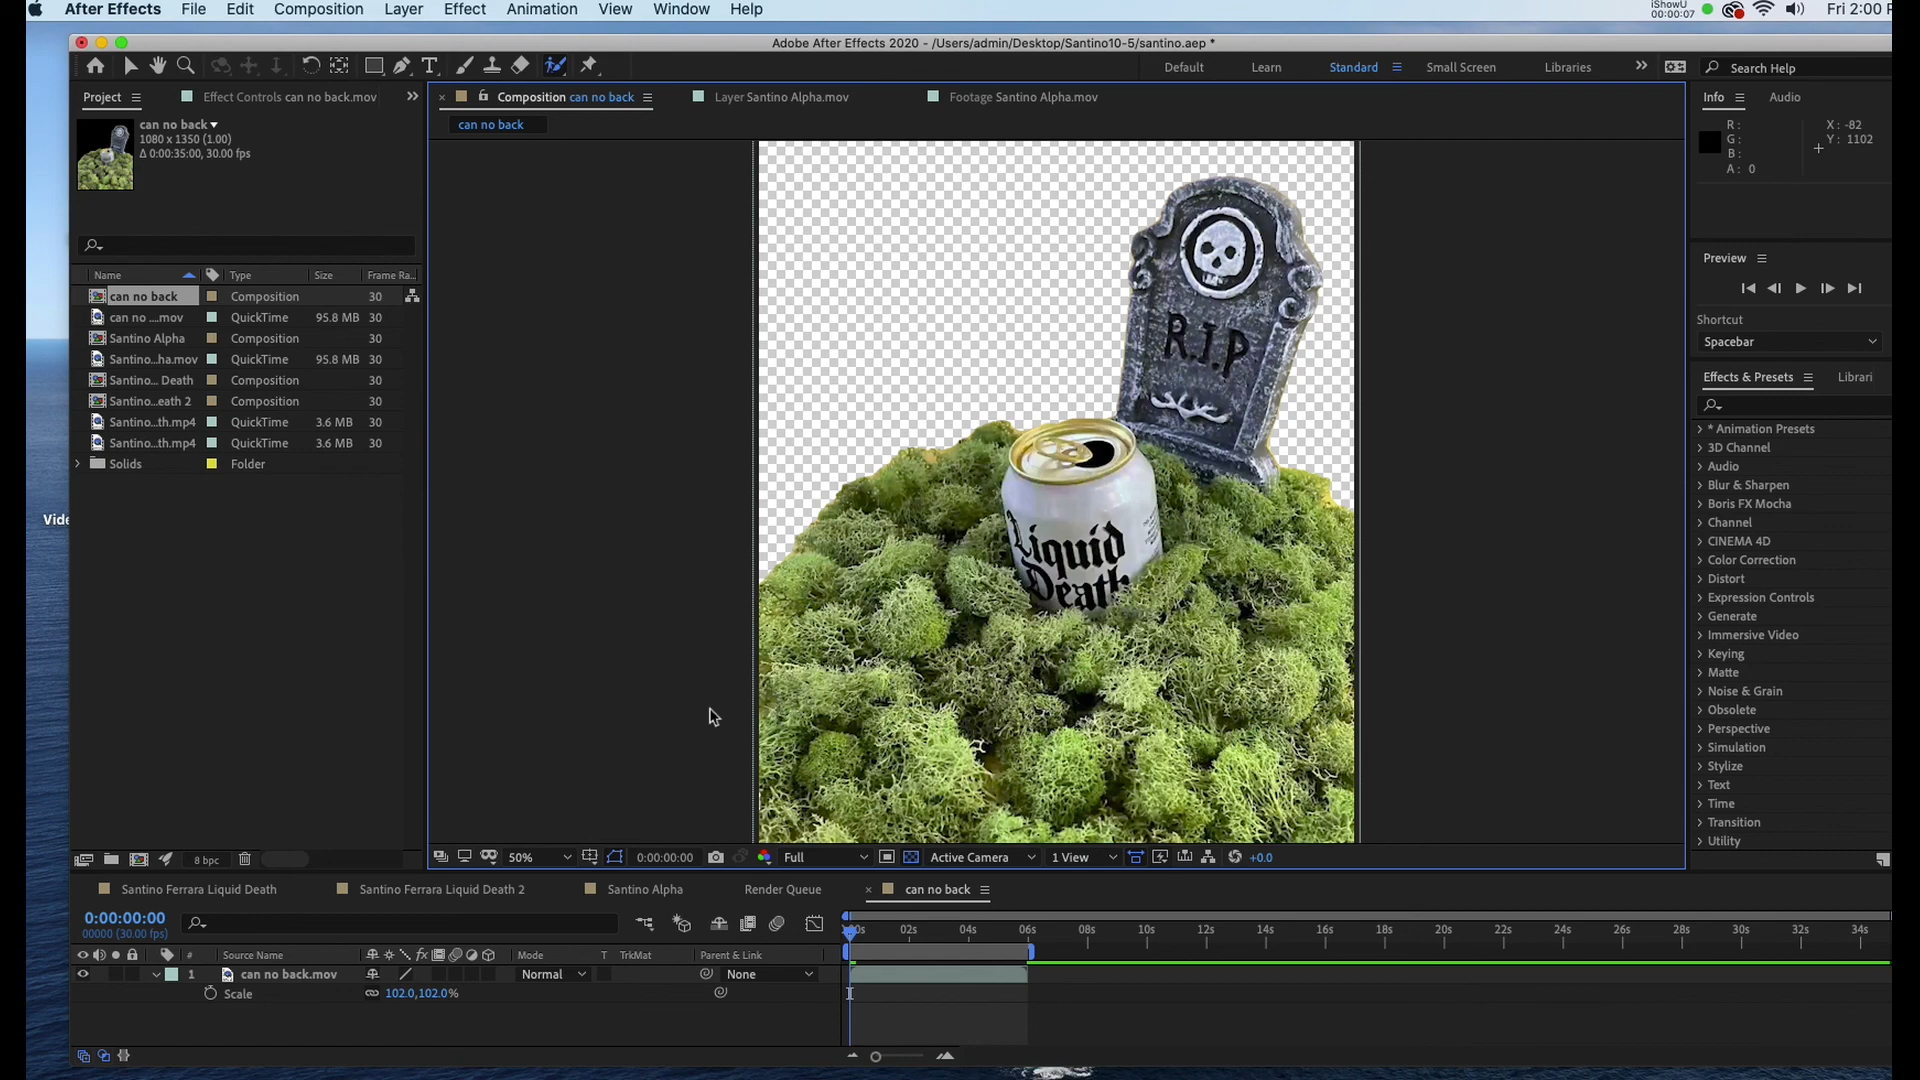 After Effects File Edit Composition Layer Effect Animation View Window Help
iShowU
00:00:07
Fri 2:00
Adobe After Effects 2020 - /Users/admin/Desktop/Santino10-5/santino.aep *
Default Learn Standard Small Screen Libraries Search Help
Project Effect Controls can no back.mov
Composition can no back Layer Santino Alpha.mov Footage Santino Alpha.mov
can no back
can no back
1080 x 1350 (1.00)
Δ 0:00:35:00, 30.00 fps
Name Type Size Frame Ra...
can no back Composition 30
can no ....mov QuickTime 95.8 MB 30
Santino Alpha Composition 30
Santino...ha.mov QuickTime 95.8 MB 30
Santino... Death Composition 30
Santino...eath 2 Composition 30
Santino...th.mp4 QuickTime 3.6 MB 30
Santino...th.mp4 QuickTime 3.6 MB 30
Solids Folder
Vide
8 bpc
R.I.P
Liquid
Death
50% 0:00:00:00 Full Active Camera 1 View +0.0
Info Audio
R:
G:
B:
A: 0
X: -82
Y: 1102
Preview
Shortcut
Spacebar
Effects & Presets Librari
* Animation Presets
3D Channel
Audio
Blur & Sharpen
Boris FX Mocha
Channel
CINEMA 4D
Color Correction
Distort
Expression Controls
Generate
Immersive Video
Keying
Matte
Noise & Grain
Obsolete
Perspective
Simulation
Stylize
Text
Time
Transition
Utility
Santino Ferrara Liquid Death Santino Ferrara Liquid Death 2 Santino Alpha Render Queue can no back
0:00:00:00
00000 (30.00 fps)
02s 04s 06s 08s 10s 12s 14s 16s 18s 20s 22s 24s 26s 28s 30s 32s 34s
# Source Name Mode T TrkMat Parent & Link
1 can no back.mov Normal None
Scale 102.0,102.0%